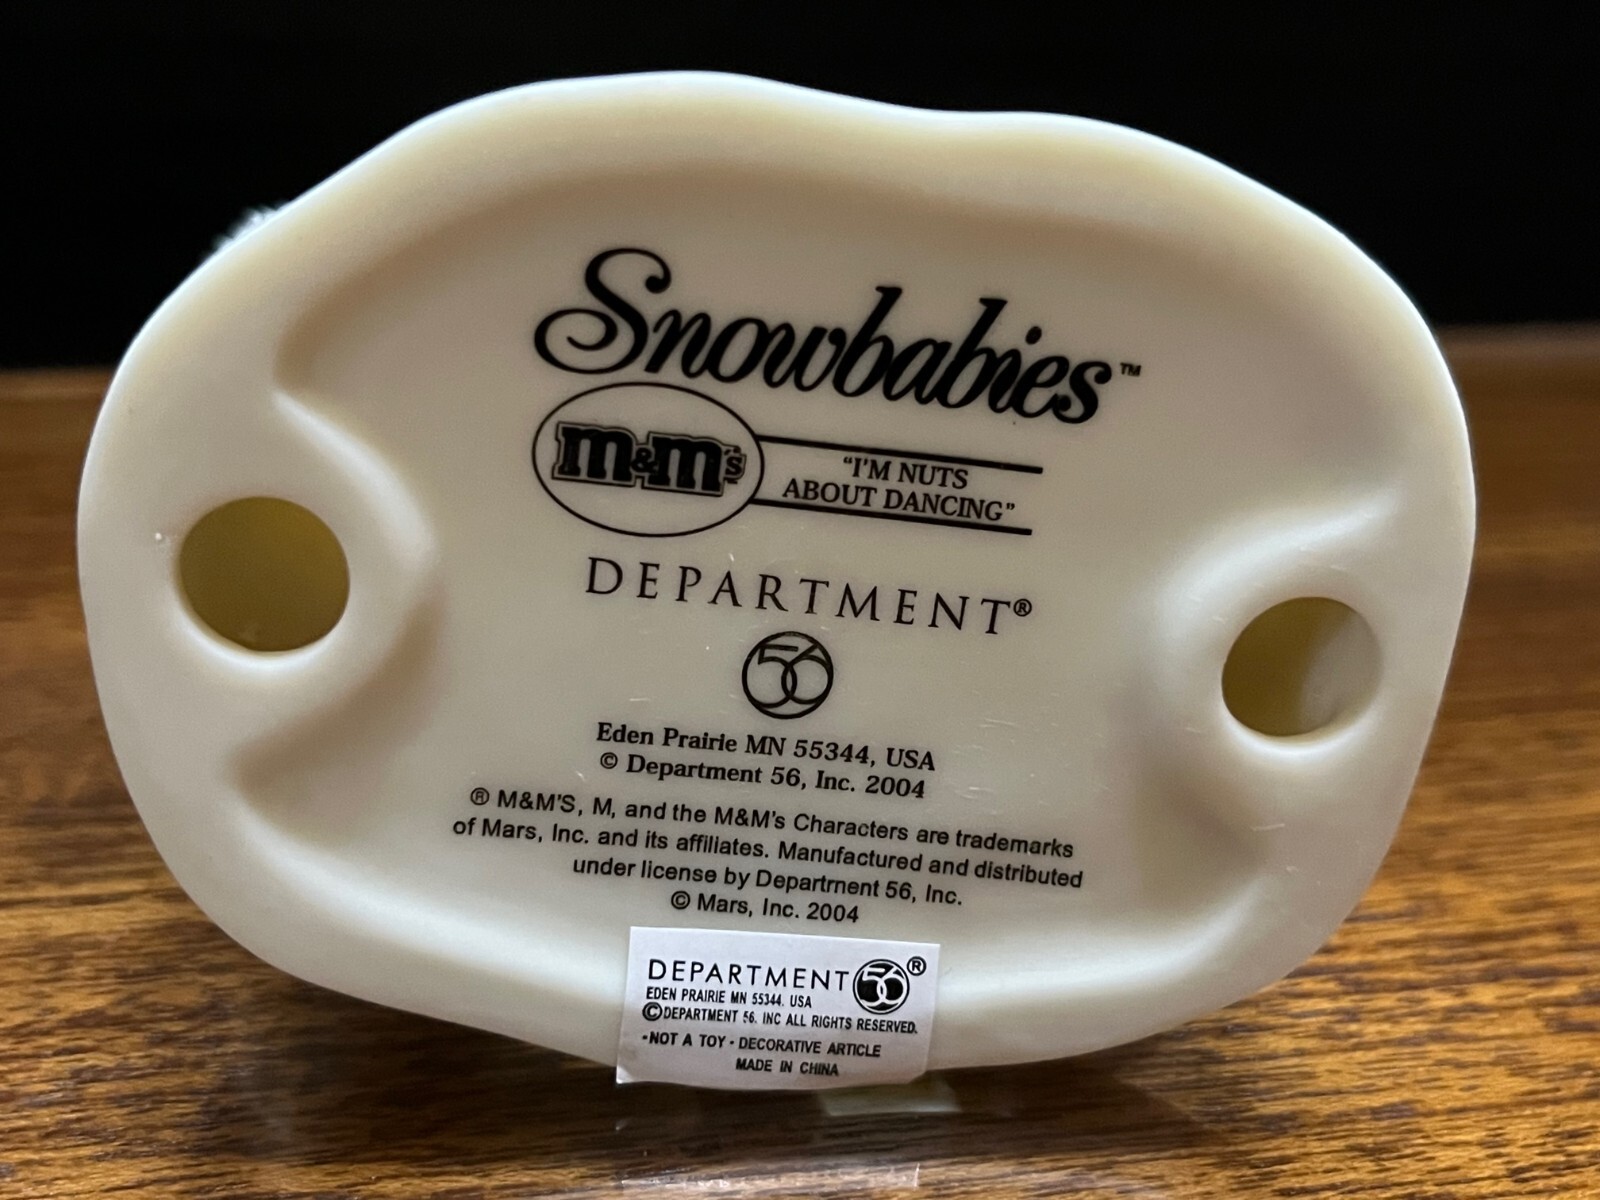 Snowbabies™
m&m's™
"I'M NUTS
ABOUT DANCING"
DEPARTMENT®
56
Eden Prairie MN 55344, USA
© Department 56, Inc. 2004
® M&M'S, M, and the M&M's Characters are trademarks
of Mars, Inc. and its affiliates. Manufactured and distributed
under license by Department 56, Inc.
© Mars, Inc. 2004
DEPARTMENT 56®
EDEN PRAIRIE MN 55344. USA
©DEPARTMENT 56. INC ALL RIGHTS RESERVED.
-NOT A TOY - DECORATIVE ARTICLE
MADE IN CHINA